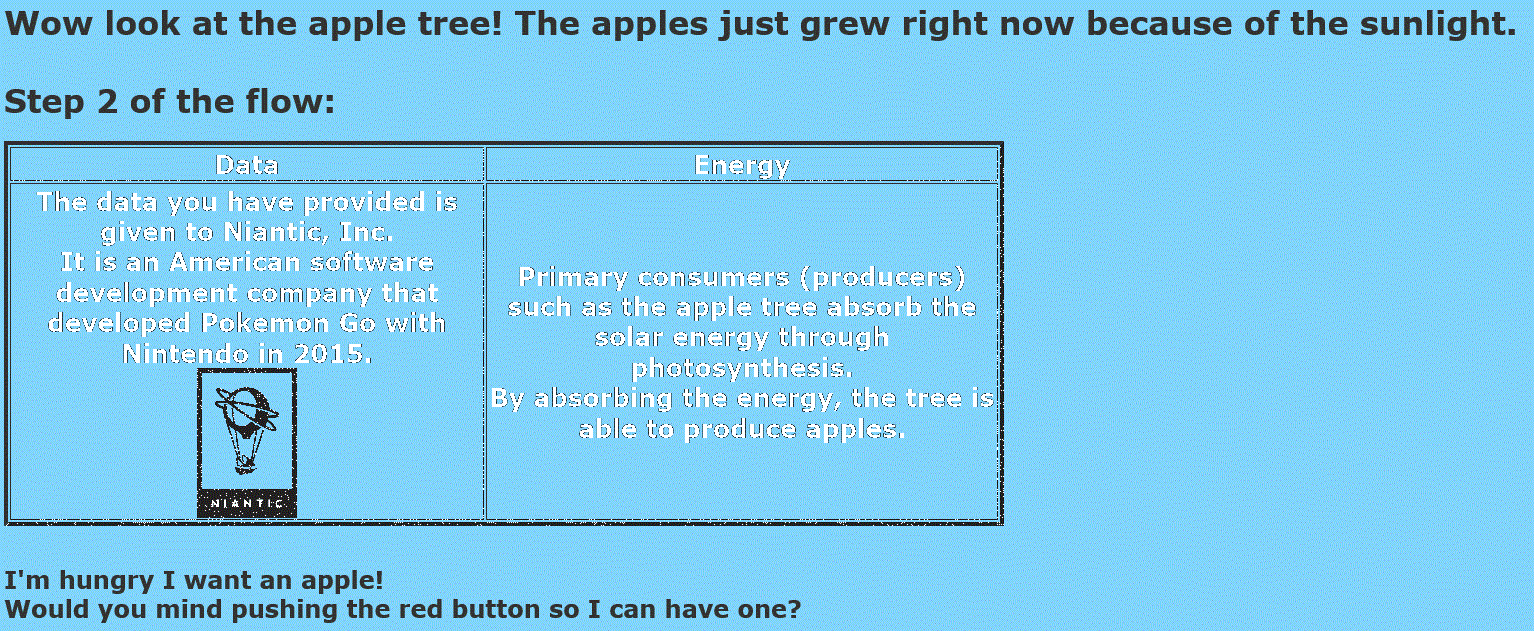 Wow look at the apple tree! The apples just grew right now because of the sunlight.
Step 2 of the flow:
Data
Energy
The data you have provided is
given to Niantic, Inc.
It is an American software
development company that
developed Pokemon Go with
Nintendo in 2015.
NIANTIC
Primary consumers (producers)
such as the apple tree absorb the
solar energy through
photosynthesis.
By absorbing the energy, the tree is
able to produce apples.
I'm hungry I want an apple!
Would you mind pushing the red button so I can have one?